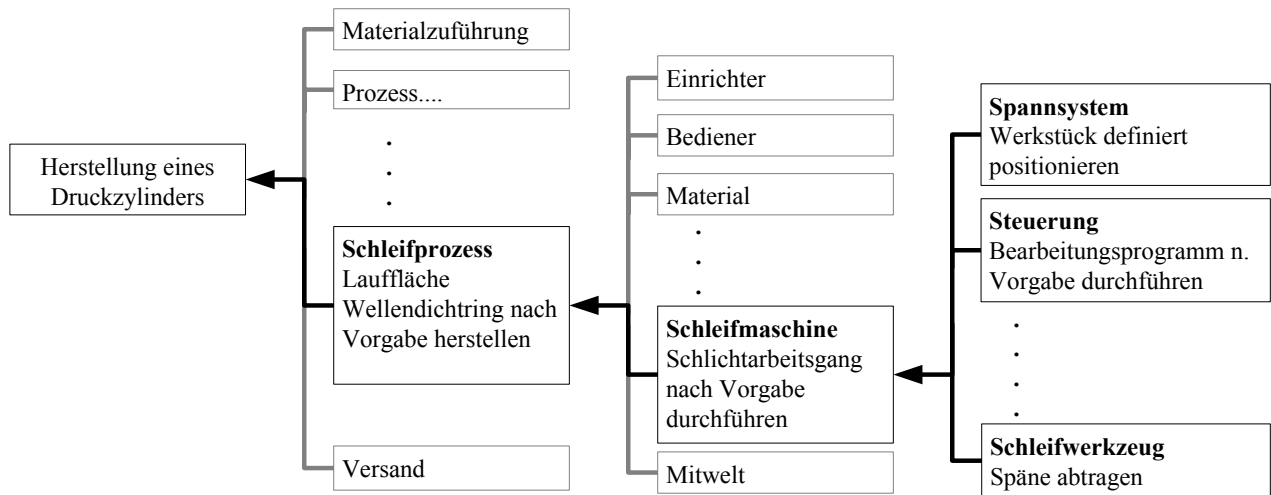 Herstellung eines
Druckzylinders
Materialzuführung
Prozess....
Schleifprozess
Lauffläche
Wellendichtring nach
Vorgabe herstellen
Versand
Einrichter
Bediener
Material
Schleifmaschine
Schlichtarbeitsgang
nach Vorgabe
durchführen
Mitwelt
Spannsystem
Werkstück definiert
positionieren
Steuerung
Bearbeitungsprogramm n.
Vorgabe durchführen
Schleifwerkzeug
Späne abtragen